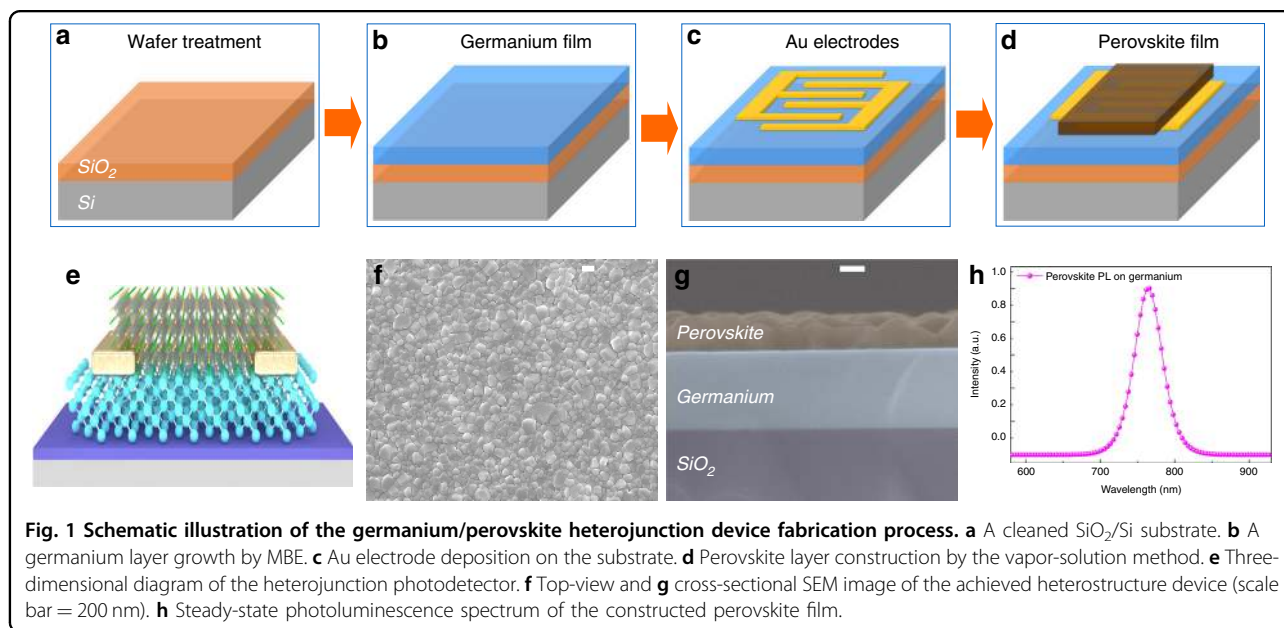 a
Wafer treatment
SiO₂
Si
b
Germanium film
c
Au electrodes
d
Perovskite film
e
f
g
Perovskite
Germanium
SiO₂
h
Perovskite PL on germanium
1.0
0.8
0.6
0.4
0.2
0.0
Intensity (a.u.)
600
700
800
900
Wavelength (nm)
Fig. 1 Schematic illustration of the germanium/perovskite heterojunction device fabrication process. a A cleaned SiO₂/Si substrate. b A
germanium layer growth by MBE. c Au electrode deposition on the substrate. d Perovskite layer construction by the vapor-solution method. e Three-
dimensional diagram of the heterojunction photodetector. f Top-view and g cross-sectional SEM image of the achieved heterostructure device (scale
bar = 200 nm). h Steady-state photoluminescence spectrum of the constructed perovskite film.